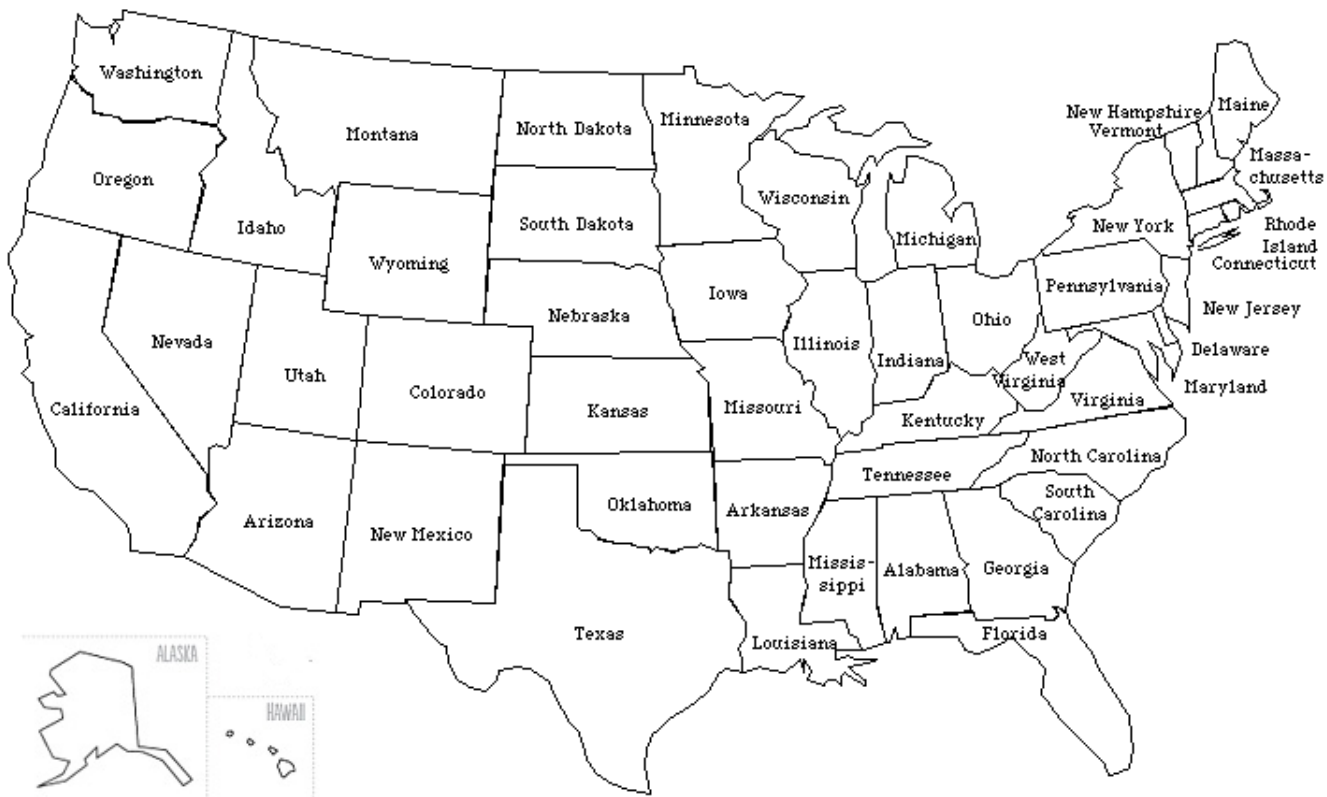 Washington
Montana
North Dakota
Minnesota
New Hampshire
Vermont
Maine
Massa-
chusetts
Oregon
Idaho
Wyoming
South Dakota
Wisconsin
Michigan
New York
Rhode
Island
Connecticut
Nevada
Utah
Colorado
Nebraska
Iowa
Illinois
Indiana
Ohio
Pennsylvania
New Jersey
Delaware
Maryland
California
Kansas
Missouri
Kentucky
West
Virginia
Virginia
Arizona
New Mexico
Oklahoma
Arkansas
Tennessee
North Carolina
South
Carolina
Texas
Louisiana
Missis-
sippi
Alabama
Georgia
Florida
ALASKA
HAWAII